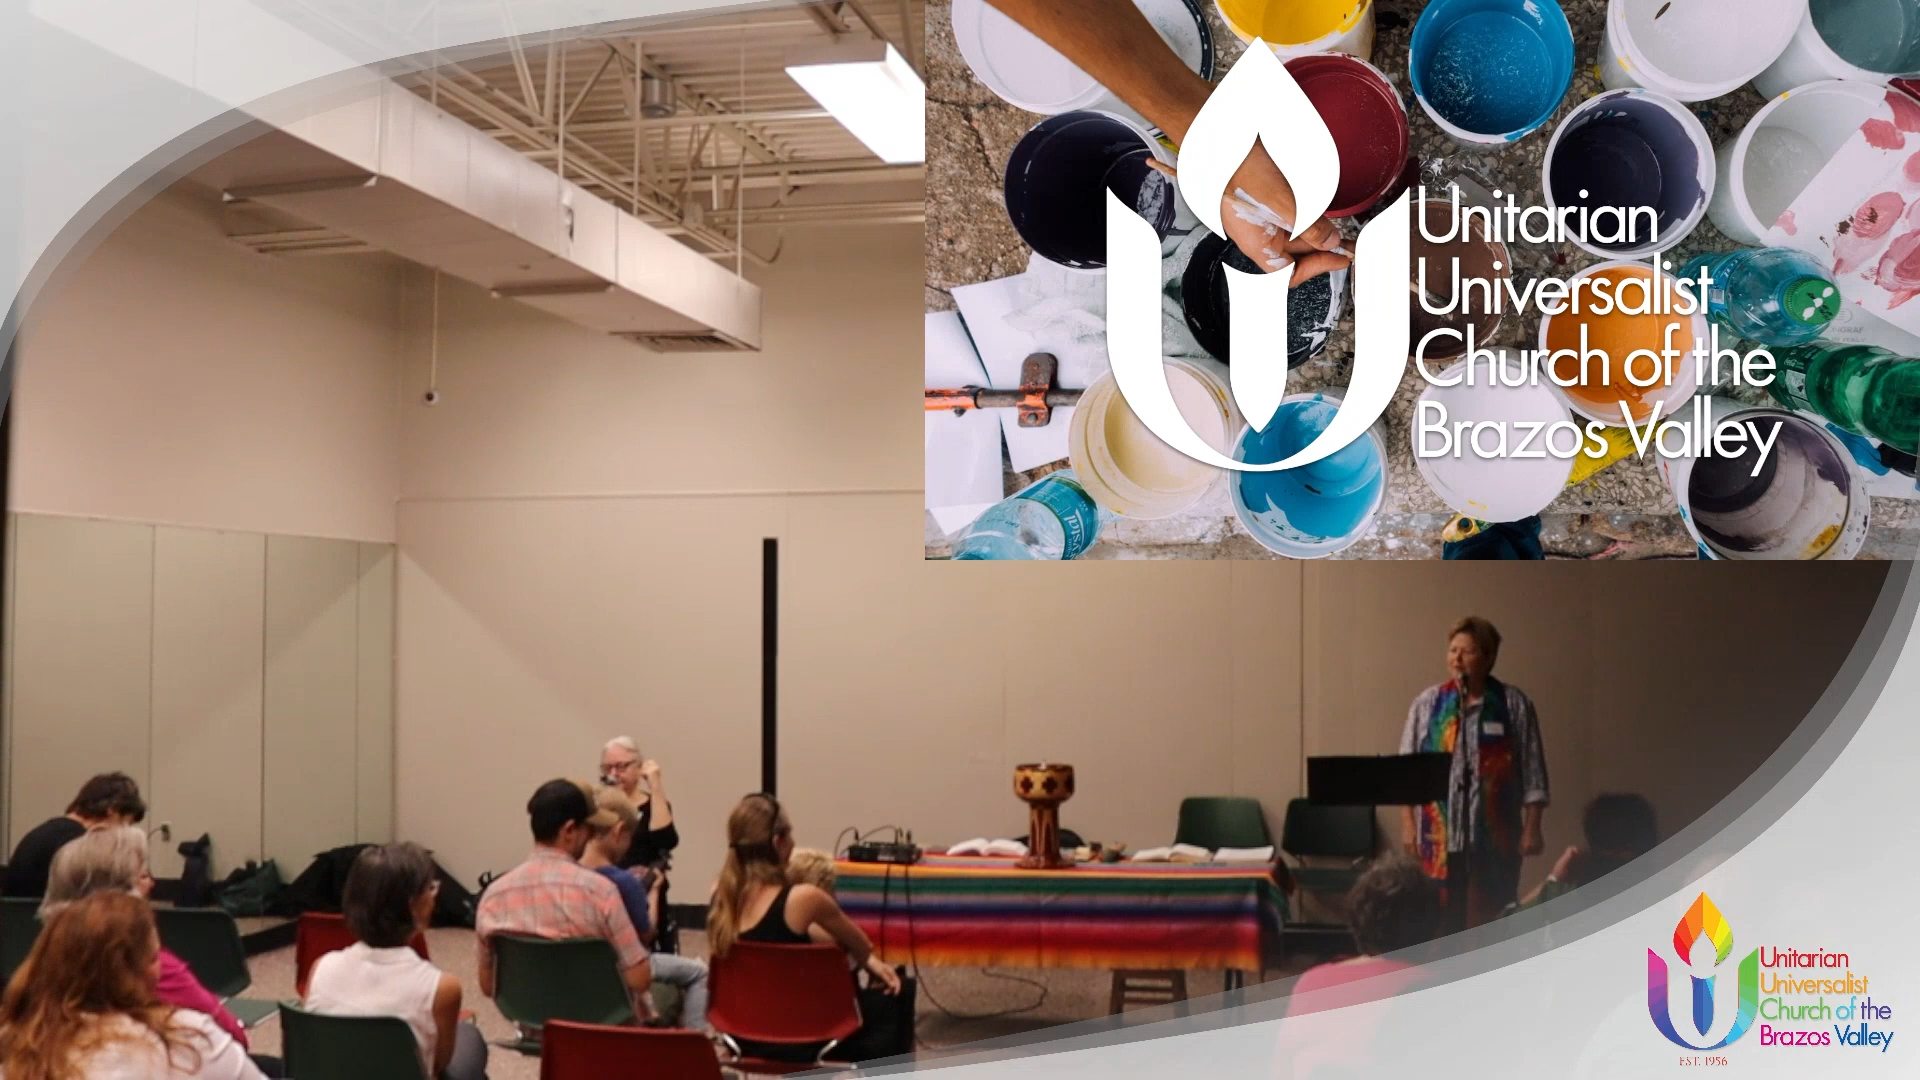 Unitarian
Universalist
Church of the
Brazos Valley
Unitarian
Universalist
Church of the
Brazos Valley
EST. 1956